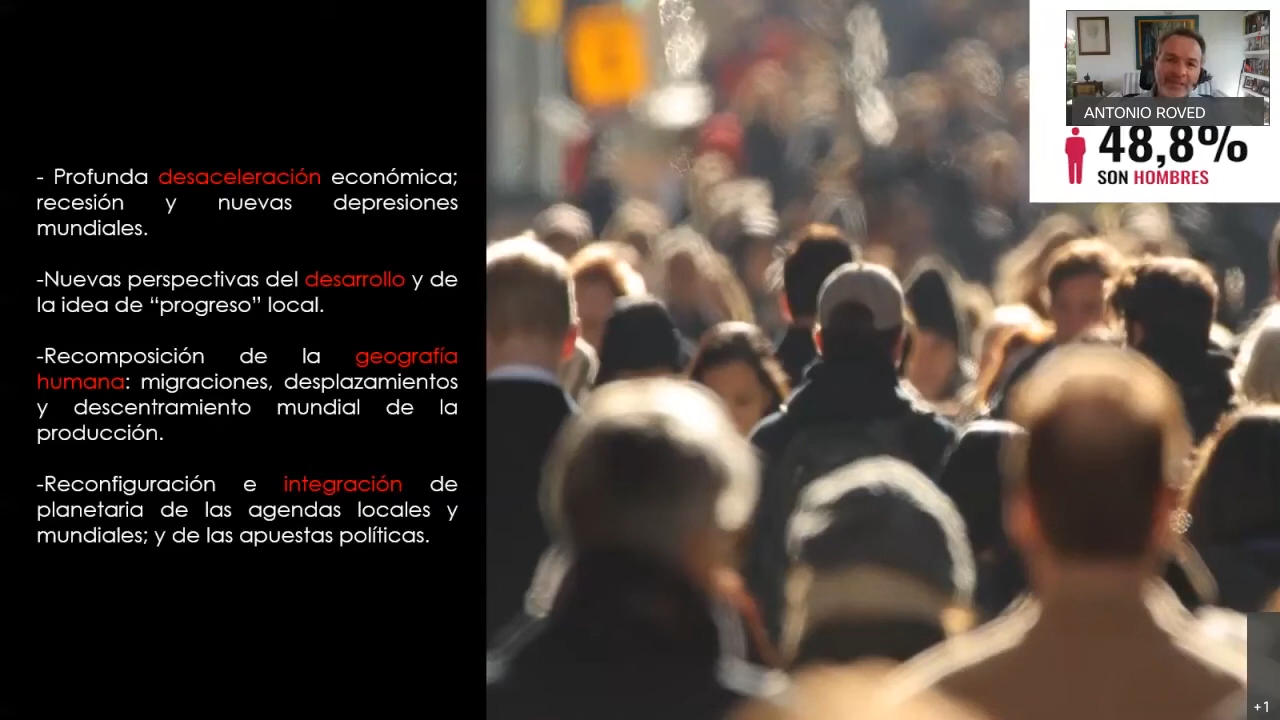 - Profunda desaceleración económica;
recesión y nuevas depresiones
mundiales.
-Nuevas perspectivas del desarrollo y de
la idea de “progreso” local.
-Recomposición de la geografía
humana: migraciones, desplazamientos
y descentramiento mundial de la
producción.
-Reconfiguración e integración de
planetaria de las agendas locales y
mundiales; y de las apuestas políticas.
ANTONIO ROVED
48,8%
SON HOMBRES
+1